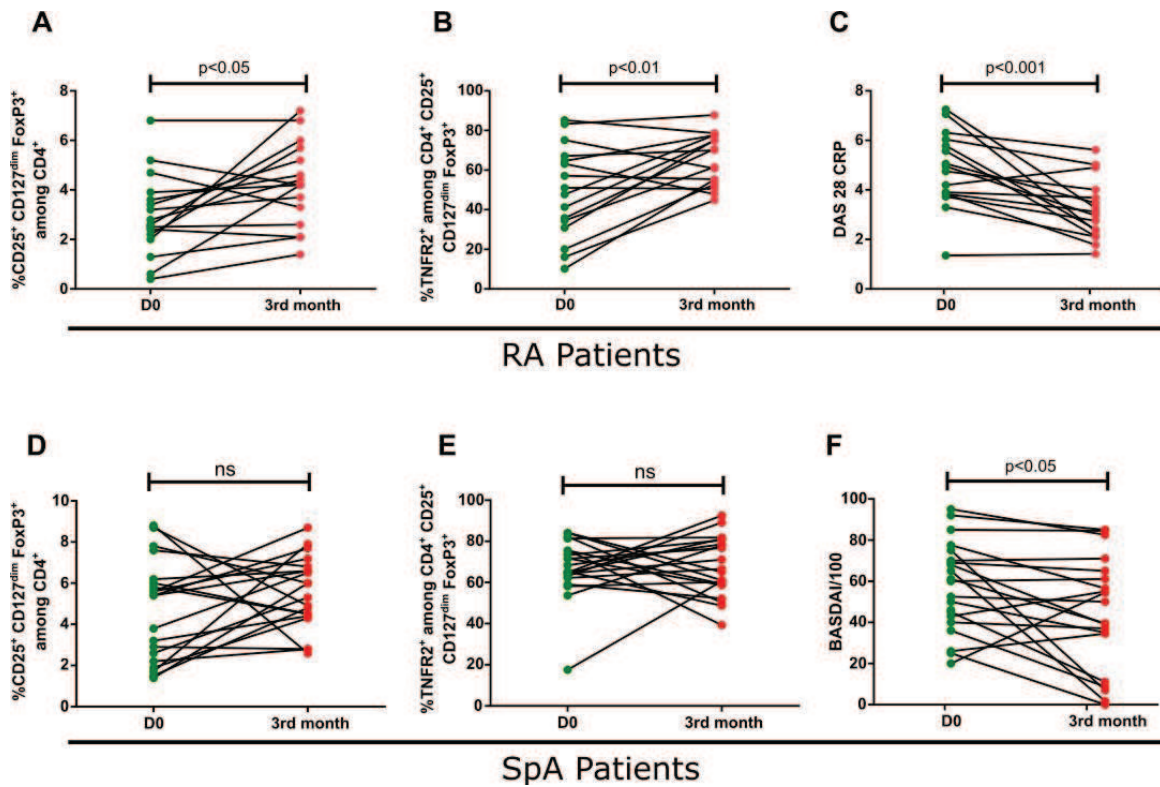 A
p<0.05
%CD25⁺ CD127ᵈⁱᵐ FoxP3⁺
among CD4⁺
8
6
4
2
0
D0
3rd month
B
p<0.01
%TNFR2⁺ among CD4⁺ CD25⁺
CD127ᵈⁱᵐ FoxP3⁺
100
80
60
40
20
0
D0
3rd month
C
p<0.001
DAS 28 CRP
8
6
4
2
0
D0
3rd month
RA Patients
D
ns
%CD25⁺ CD127ᵈⁱᵐ FoxP3⁺
among CD4⁺
10
8
6
4
2
0
D0
3rd month
E
ns
%TNFR2⁺ among CD4⁺ CD25⁺
CD127ᵈⁱᵐ FoxP3⁺
100
80
60
40
20
0
D0
3rd month
F
p<0.05
BASDAI/100
100
80
60
40
20
0
D0
3rd month
SpA Patients